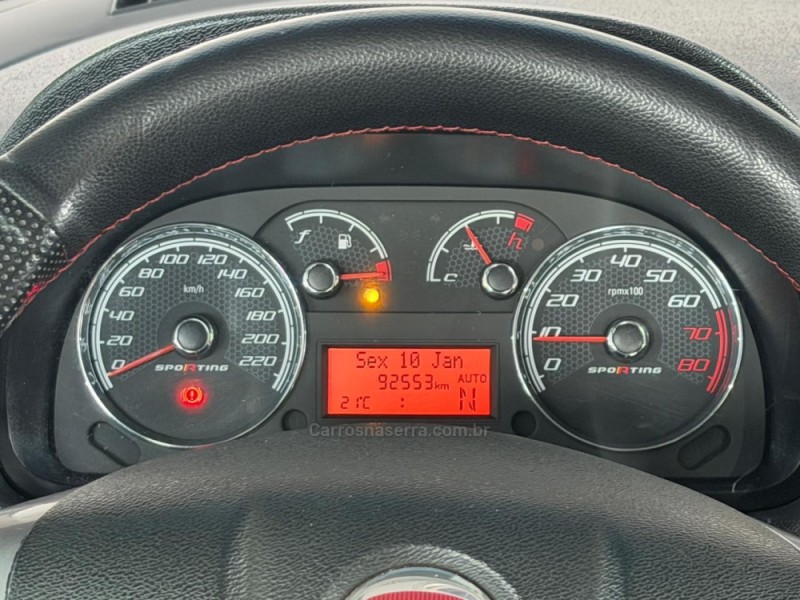 100 120
80 140
km/h
60 160
40 180
20 200
0 220
SPORTING
f
c h
40
30 50
rpmx100
20 60
10 70
0 80
SPORTING
Sex 10 Jan
92553km AUTO
21°C : N
Carrosnaserra.com.br